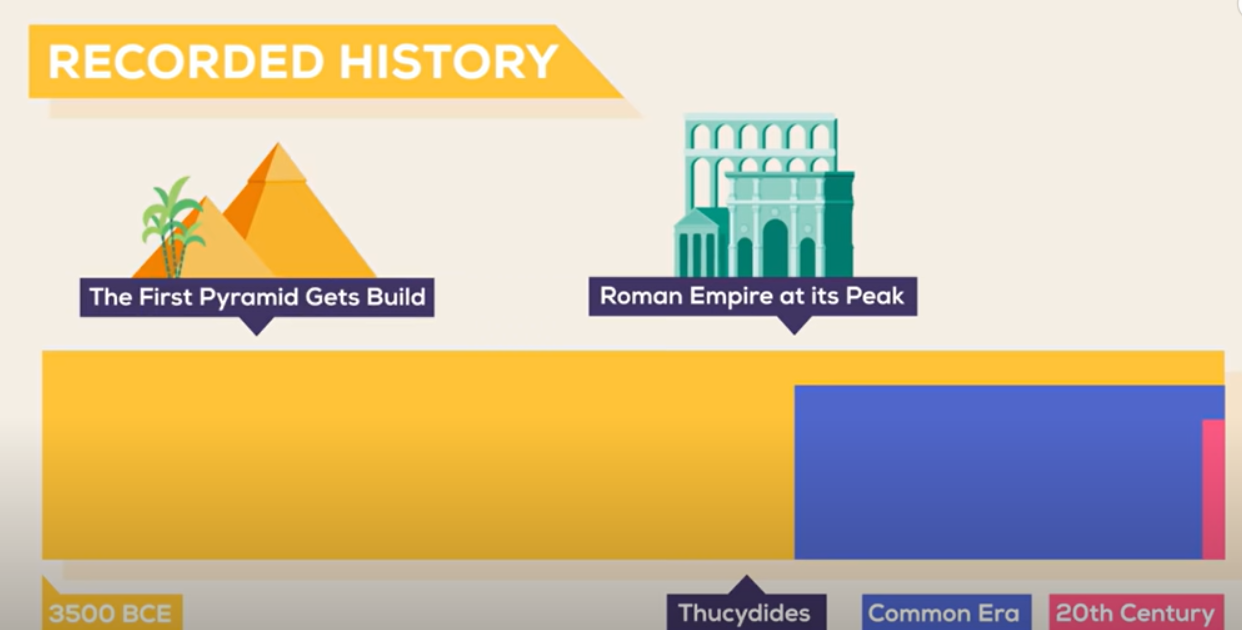 RECORDED HISTORY
The First Pyramid Gets Build
Roman Empire at its Peak
3500 BCE
Thucydides
Common Era
20th Century